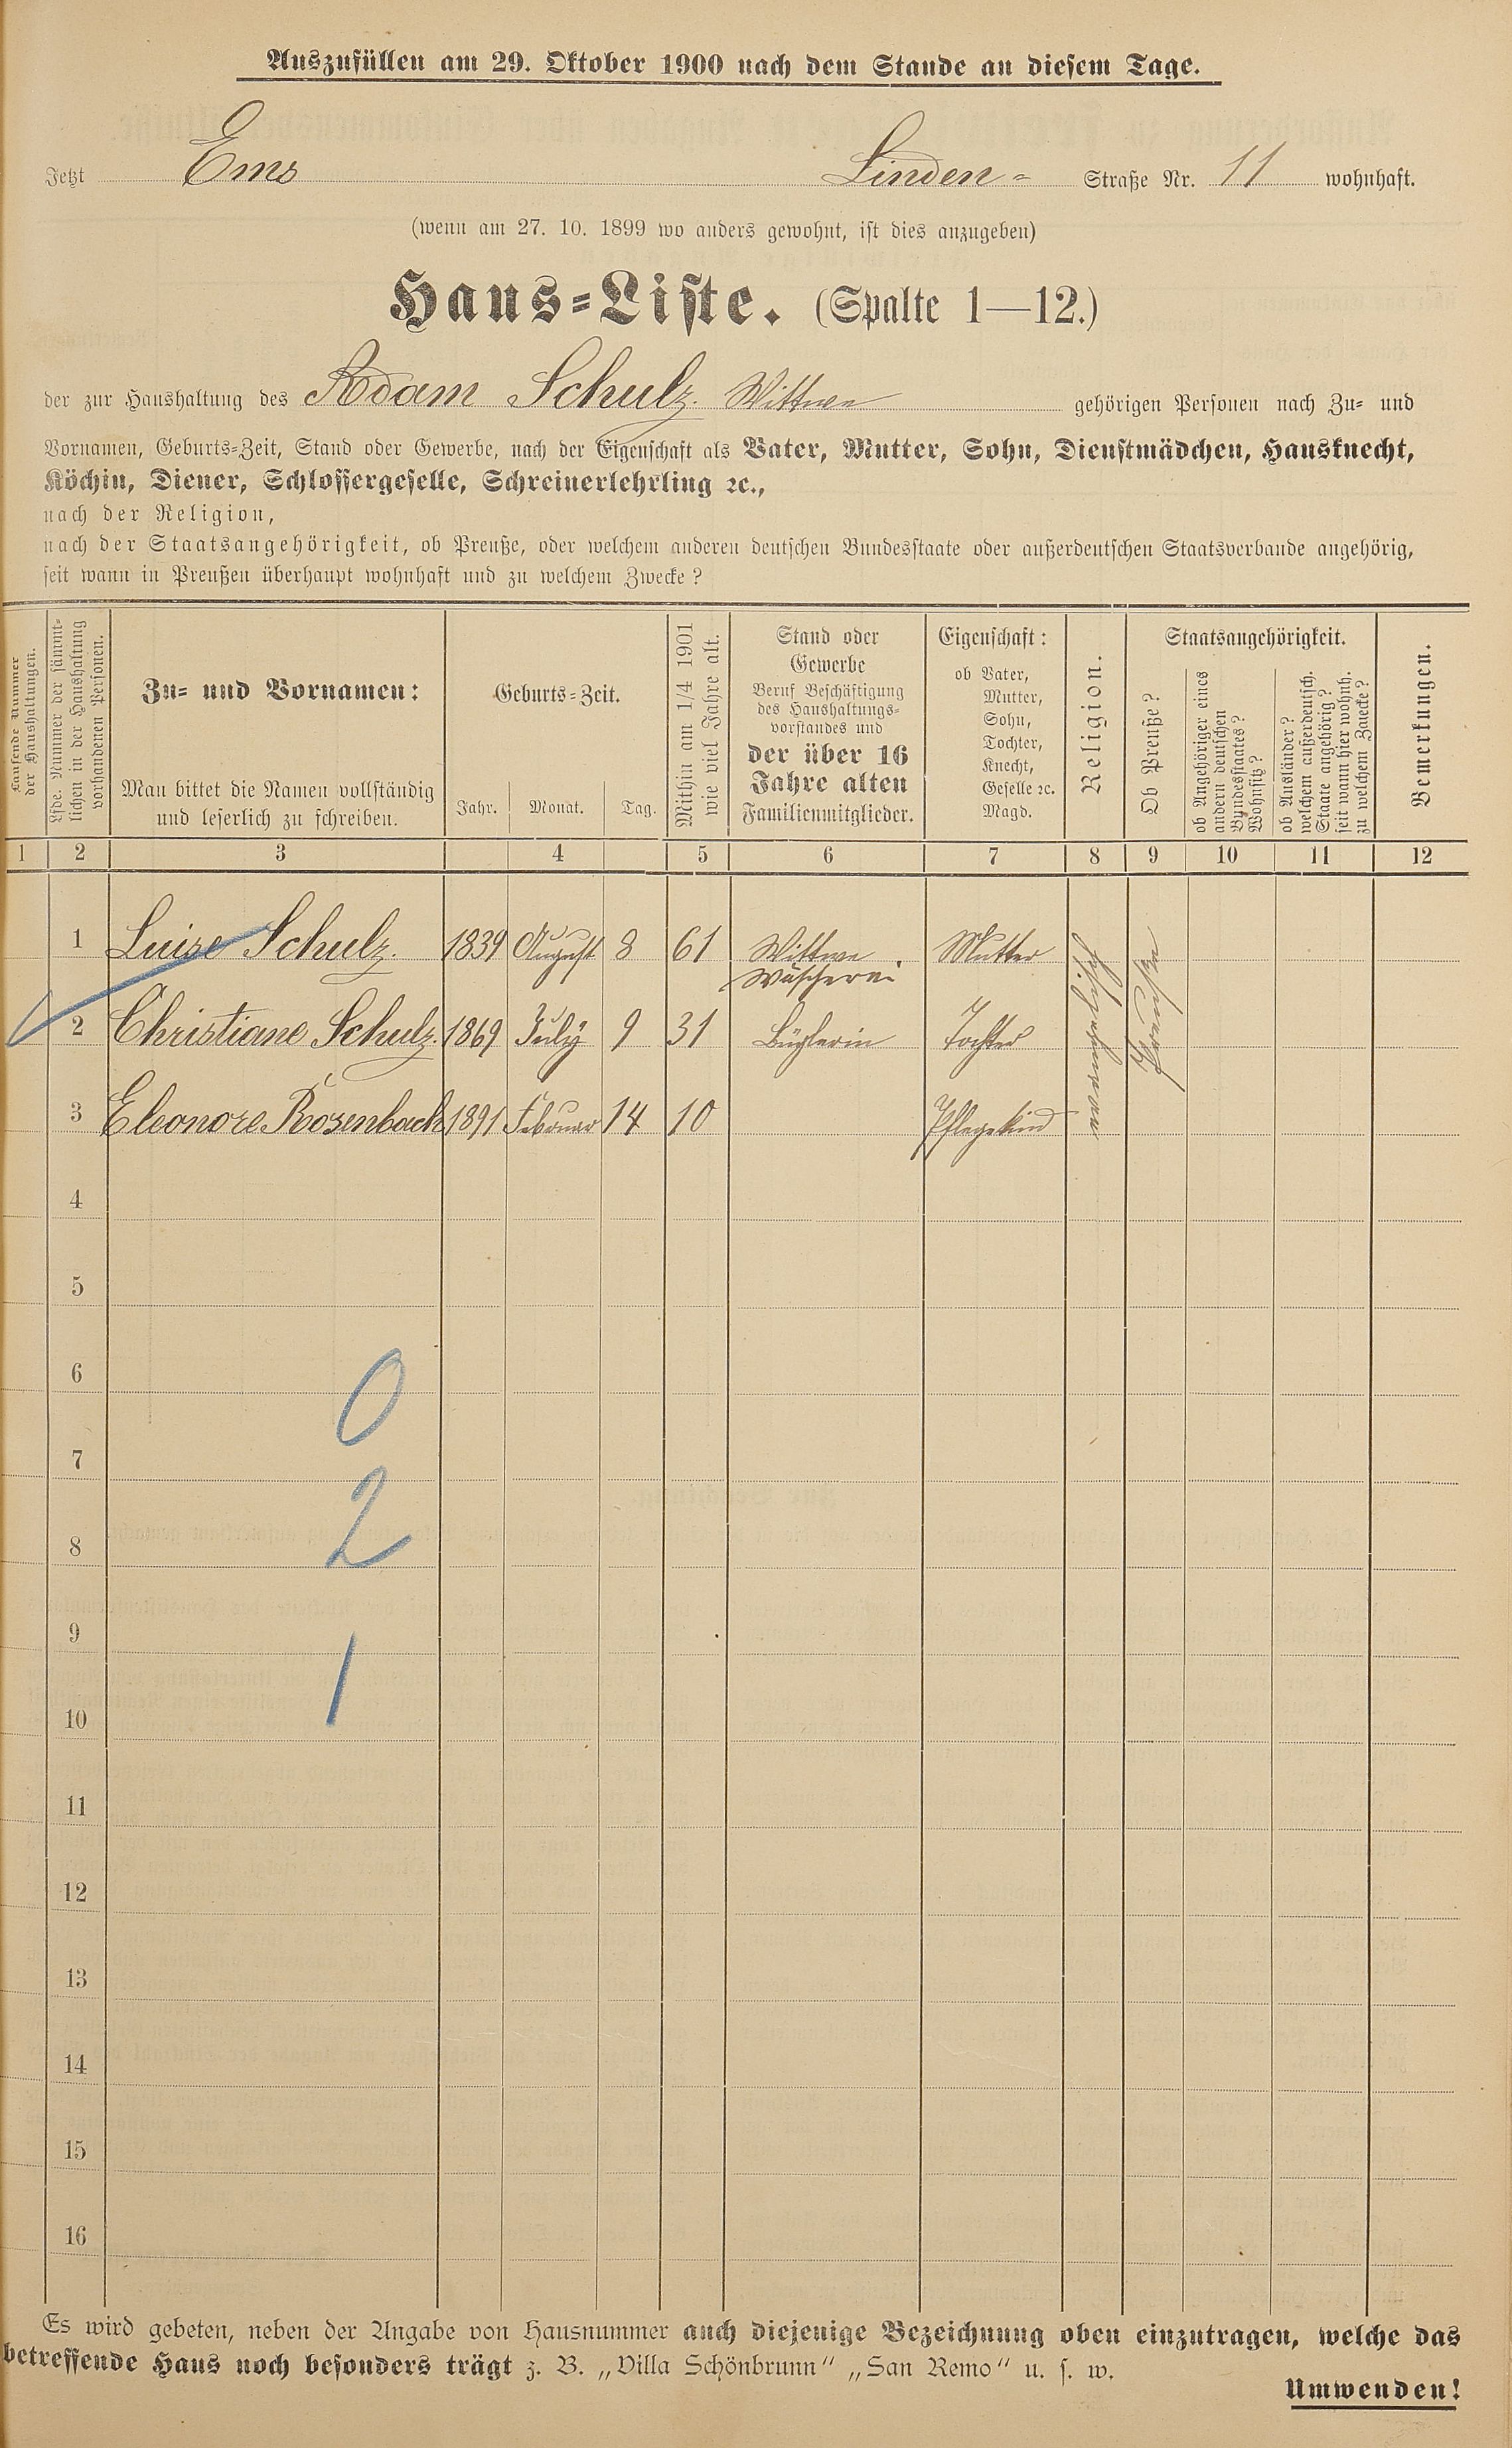 Auszufüllen am 29. Oktober 1900 nach dem Stande an diesem Tage.
Jetzt Ems Linden- Straße Nr. 11 wohnhaft.
(wenn am 27. 10. 1899 wo anders gewohnt, ist dies anzugeben)
Haus-Liste. (Spalte 1—12.)
der zur Haushaltung des Adam Schulz. Wittwe gehörigen Personen nach Zu- und
Vornamen, Geburts-Zeit, Stand oder Gewerbe, nach der Eigenschaft als Vater, Mutter, Sohn, Dienstmädchen, Hausknecht,
Köchin, Diener, Schlossergeselle, Schreinerlehrling ꝛc.,
nach der Religion,
nach der Staatsangehörigkeit, ob Preuße, oder welchem anderen deutschen Bundesstaate oder außerdeutschen Staatsverbande angehörig,
seit wann in Preußen überhaupt wohnhaft und zu welchem Zwecke?
Laufende Nummer
der Haushaltungen.
Lfde. Nummer der sämmt-
lichen in der Haushaltung
vorhandenen Personen.
Zu- und Vornamen:
Man bittet die Namen vollständig
und leserlich zu schreiben.
Geburts-Zeit.
Jahr. Monat. Tag.
Mithin am 1/4 1901
wie viel Jahre alt.
Stand oder
Gewerbe
Beruf Beschäftigung
des Haushaltungs-
vorstandes und
der über 16
Jahre alten
Familienmitglieder.
Eigenschaft:
ob Vater,
Mutter,
Sohn,
Tochter,
Knecht,
Geselle ꝛc.
Magd.
Religion.
Staatsangehörigkeit.
Ob Preuße?
ob Angehöriger eines
andern deutschen
Bundesstaates?
Wohnsitz?
ob Ausländer?
welchem außerdeutsch.
Staate angehörig?
seit wann hier wohnh.
zu welchem Zwecke?
Bemerkungen.
1 2 3 4 5 6 7 8 9 10 11 12
1 Luise Schulz. 1839 August 8 61 Wittwe Mutter
Wäscherei
2 Christiane Schulz. 1869 July 9 31 Büglerin Tochter
3 Eleonore Rosenbach 1891 Februar 14 10 Pflegekind
Preuße
4
5
6
0
7
2
8
9
1
10
11
12
13
14
15
16
Es wird gebeten, neben der Angabe von Hausnummer auch diejenige Bezeichnung oben einzutragen, welche das
betreffende Haus noch besonders trägt z. B. „Villa Schönbrunn“ „San Remo“ u. s. w.
Umwenden!